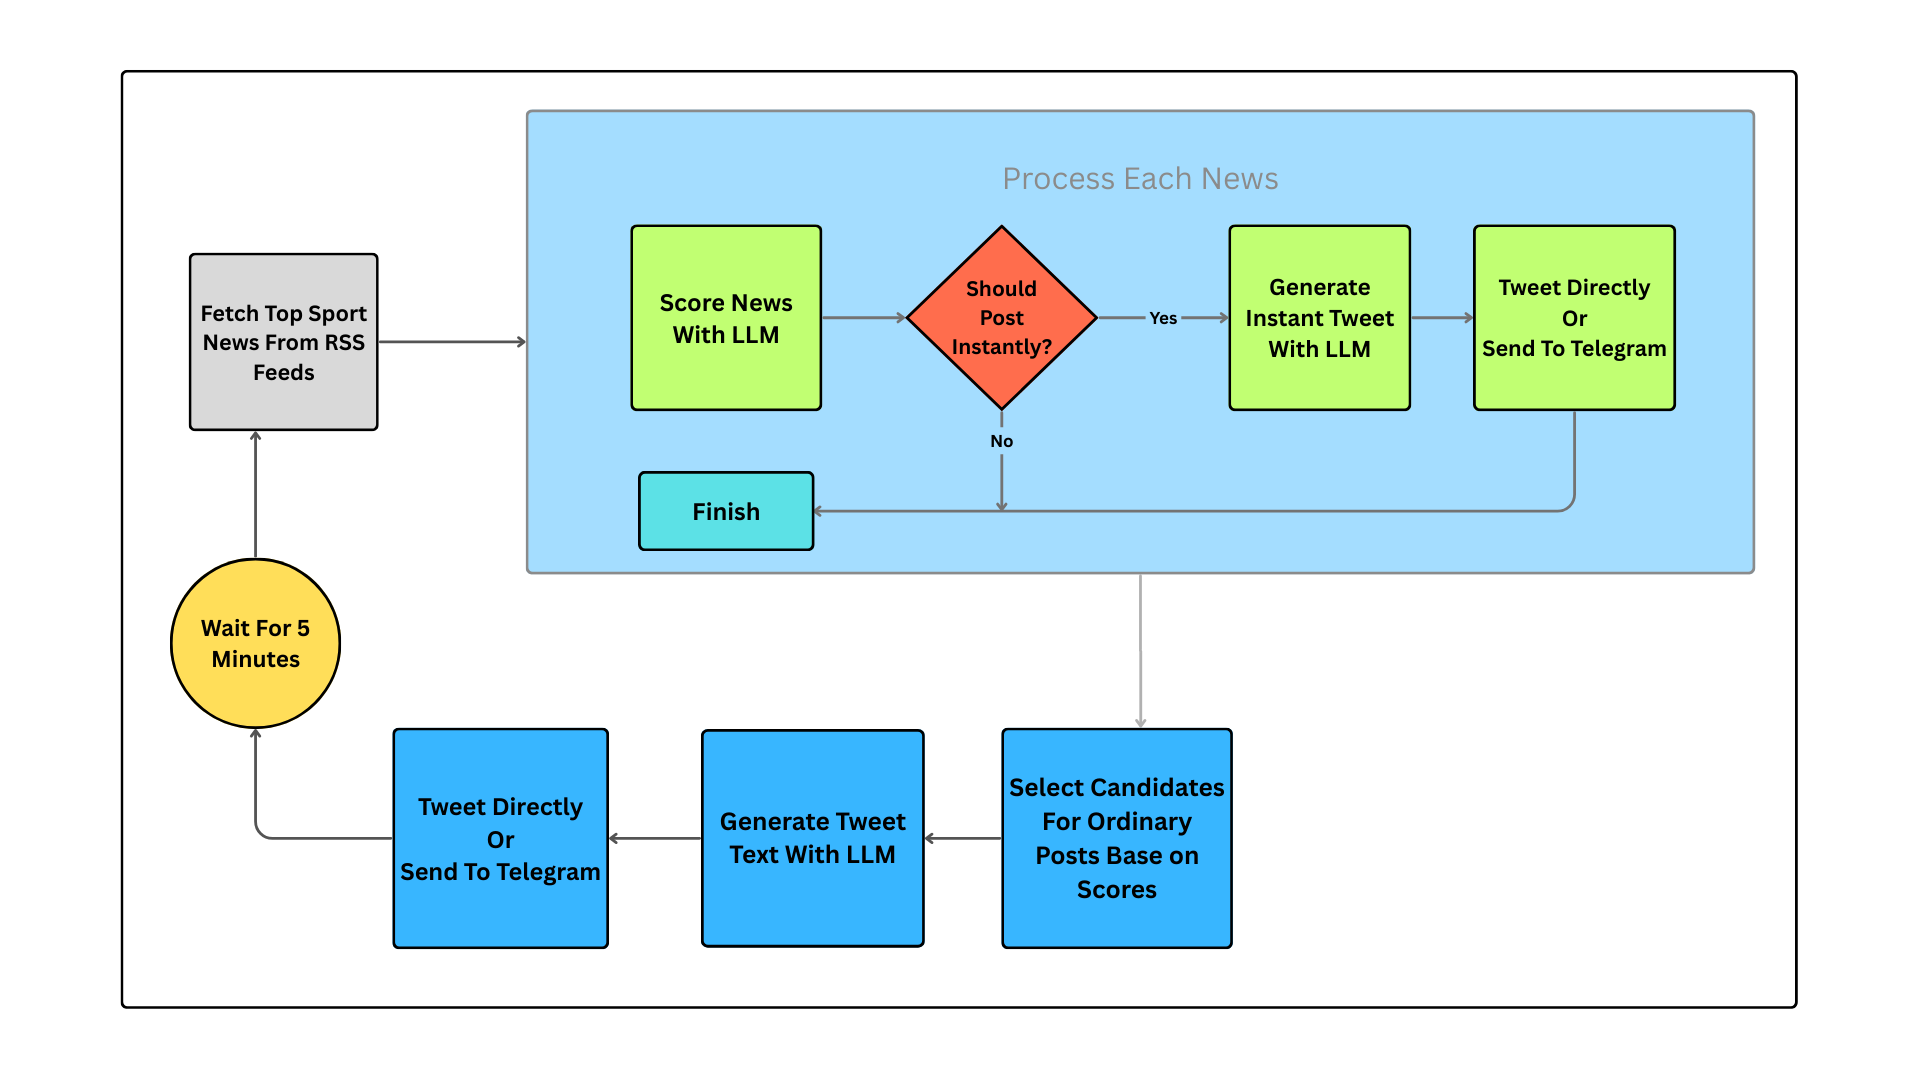 Process Each News
Fetch Top Sport
News From RSS
Feeds
Score News
With LLM
Should
Post
Instantly?
Yes
Generate
Instant Tweet
With LLM
Tweet Directly
Or
Send To Telegram
No
Finish
Wait For 5
Minutes
Tweet Directly
Or
Send To Telegram
Generate Tweet
Text With LLM
Select Candidates
For Ordinary
Posts Base on
Scores